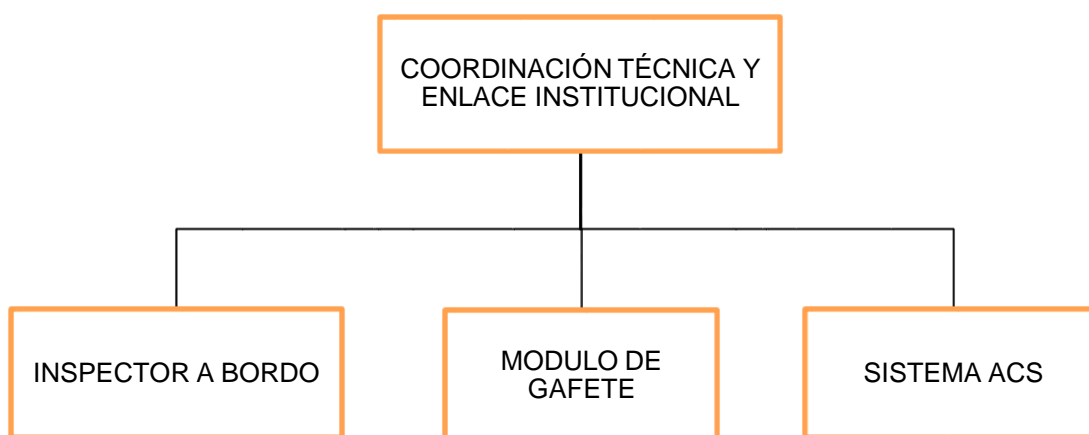 COORDINACIÓN TÉCNICA Y
ENLACE INSTITUCIONAL
INSPECTOR A BORDO
MODULO DE
GAFETE
SISTEMA ACS